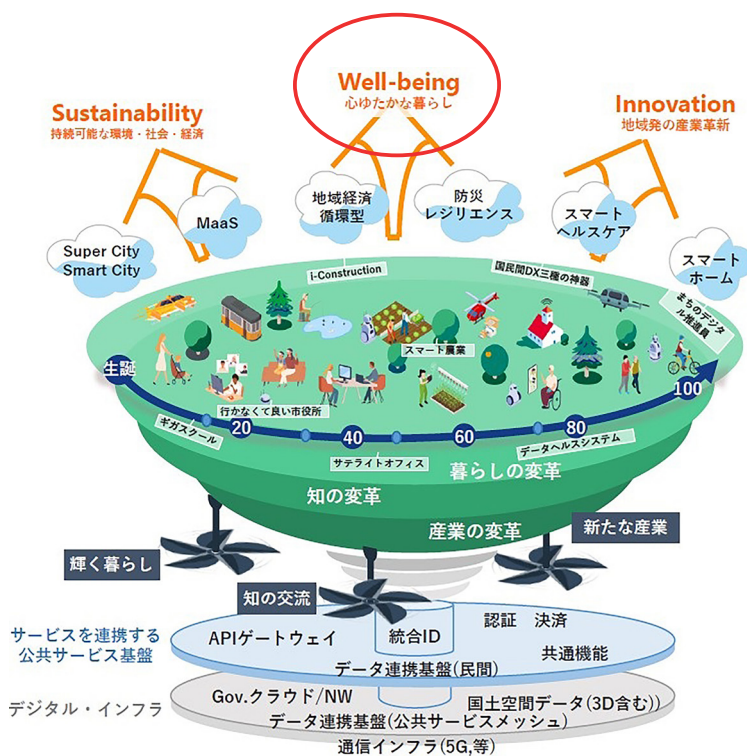 Well-being
心ゆたかな暮らし
Sustainability
持続可能な環境・社会・経済
Innovation
地域発の産業革新
地域経済
循環型
防災
レジリエンス
MaaS
スマート
ヘルスケア
Super City
Smart City
スマート
ホーム
i-Construction
国民間DX三種の神器
まちのデジタ
ル推進員
スマート農業
生誕
行かなくて良い市役所
ギガスクール
20
40
60
80
100
サテライトオフィス
データヘルスシステム
暮らしの変革
知の変革
産業の変革
新たな産業
輝く暮らし
知の交流
サービスを連携する
公共サービス基盤
APIゲートウェイ
統合ID
認証 決済
共通機能
データ連携基盤(民間)
デジタル・インフラ
Gov.クラウド/NW
国土空間データ(3D含む))
データ連携基盤(公共サービスメッシュ)
通信インフラ(5G,等)